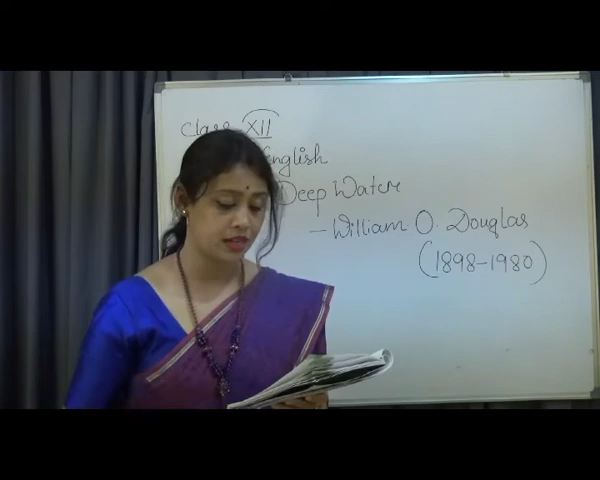 Class- XII
English
Deep Water
- William O. Douglas
(1898-1980)